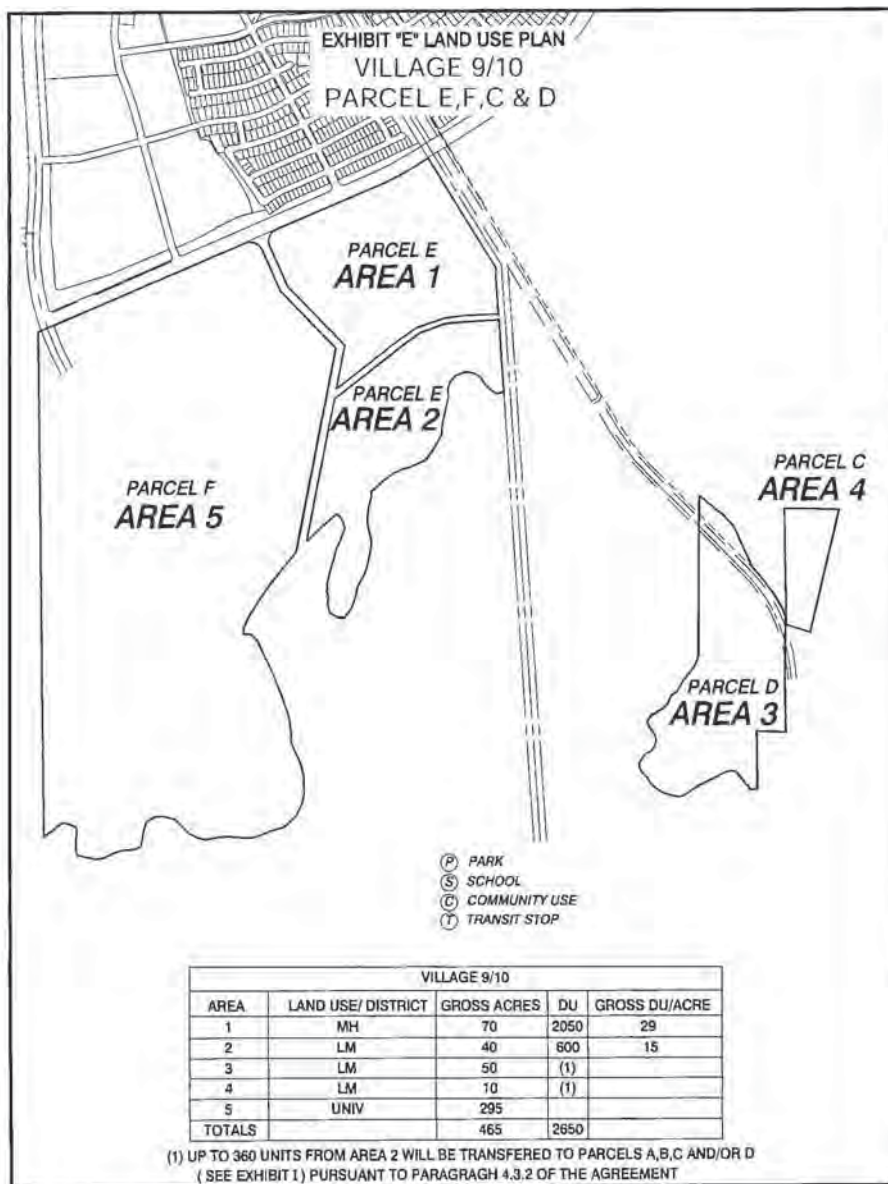 EXHIBIT "E" LAND USE PLAN
VILLAGE 9/10
PARCEL E,F,C & D
PARCEL E
AREA 1
PARCEL E
AREA 2
PARCEL C
AREA 4
PARCEL F
AREA 5
PARCEL D
AREA 3
P PARK
S SCHOOL
C COMMUNITY USE
T TRANSIT STOP
VILLAGE 9/10
AREA LAND USE/ DISTRICT GROSS ACRES DU GROSS DU/ACRE
1 MH 70 2050 29
2 LM 40 600 15
3 LM 50 (1)
4 LM 10 (1)
5 UNIV 295
TOTALS 465 2650
(1) UP TO 360 UNITS FROM AREA 2 WILL BE TRANSFERED TO PARCELS A,B,C AND/OR D
( SEE EXHIBIT I ) PURSUANT TO PARAGRAGH 4.3.2 OF THE AGREEMENT